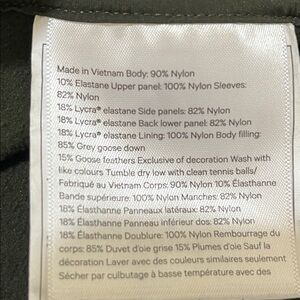 Made in Vietnam Body: 90% Nylon
10% Elastane Upper panel: 100% Nylon Sleeves:
82% Nylon
18% Lycra® elastane Side panels: 82% Nylon
18% Lycra® elastane Back lower panel: 82% Nylon
18% Lycra® elastane Lining: 100% Nylon Body filling:
85% Grey goose down
15% Goose feathers Exclusive of decoration Wash with
like colours Tumble dry low with clean tennis balls/
Fabriqué au Vietnam Corps: 90% Nylon 10% Élasthanne
Bande supérieure: 100% Nylon Manches: 82% Nylon
18% Élasthanne Panneaux latéraux: 82% Nylon
18% Élasthanne Panneau inférieur dos: 82% Nylon
18% Élasthanne Doublure: 100% Nylon Rembourrage du
corps: 85% Duvet d'oie grise 15% Plumes d'oie Sauf la
décoration Laver avec des couleurs similaires seulement
Sécher par culbutage à basse température avec des